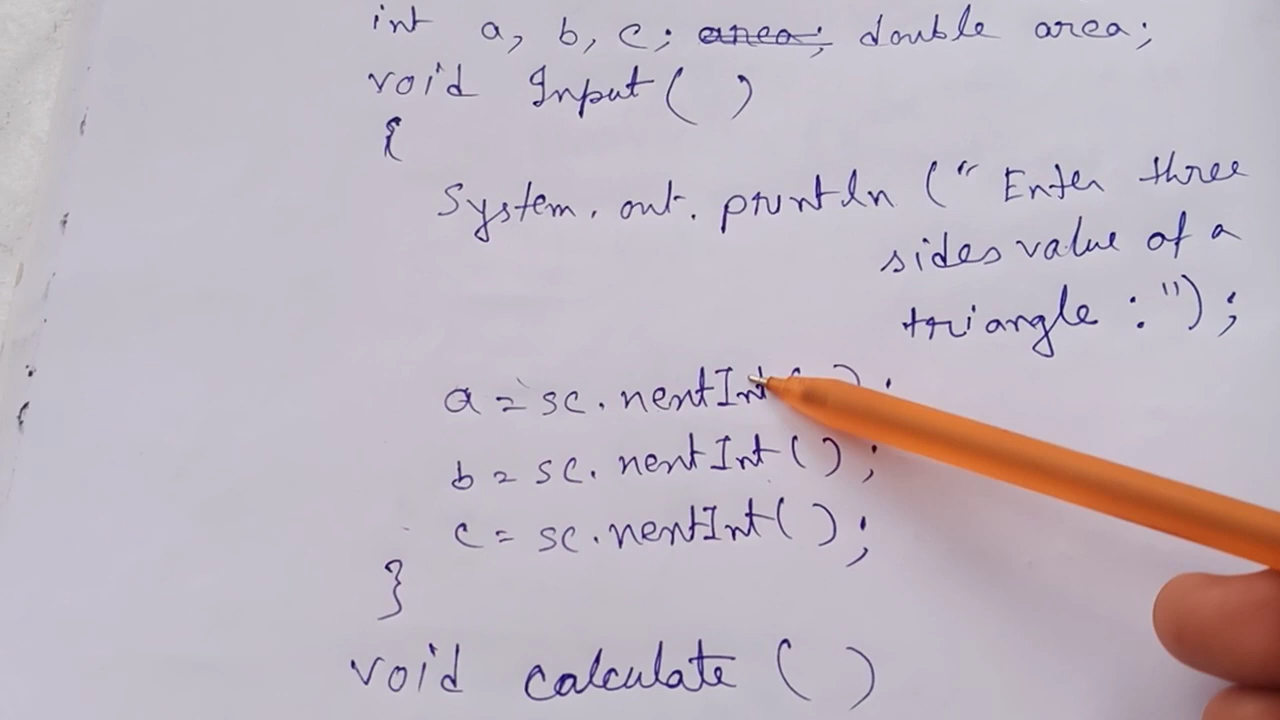 int a, b, c; area; double area;
void Input ( )
{
System. out. println (" Enter three
sides value of a
triangle : ");
a = sc. nextInt ( ) ;
b = sc. nextInt ( ) ;
c = sc. nextInt ( ) ;
}
void calculate ( )